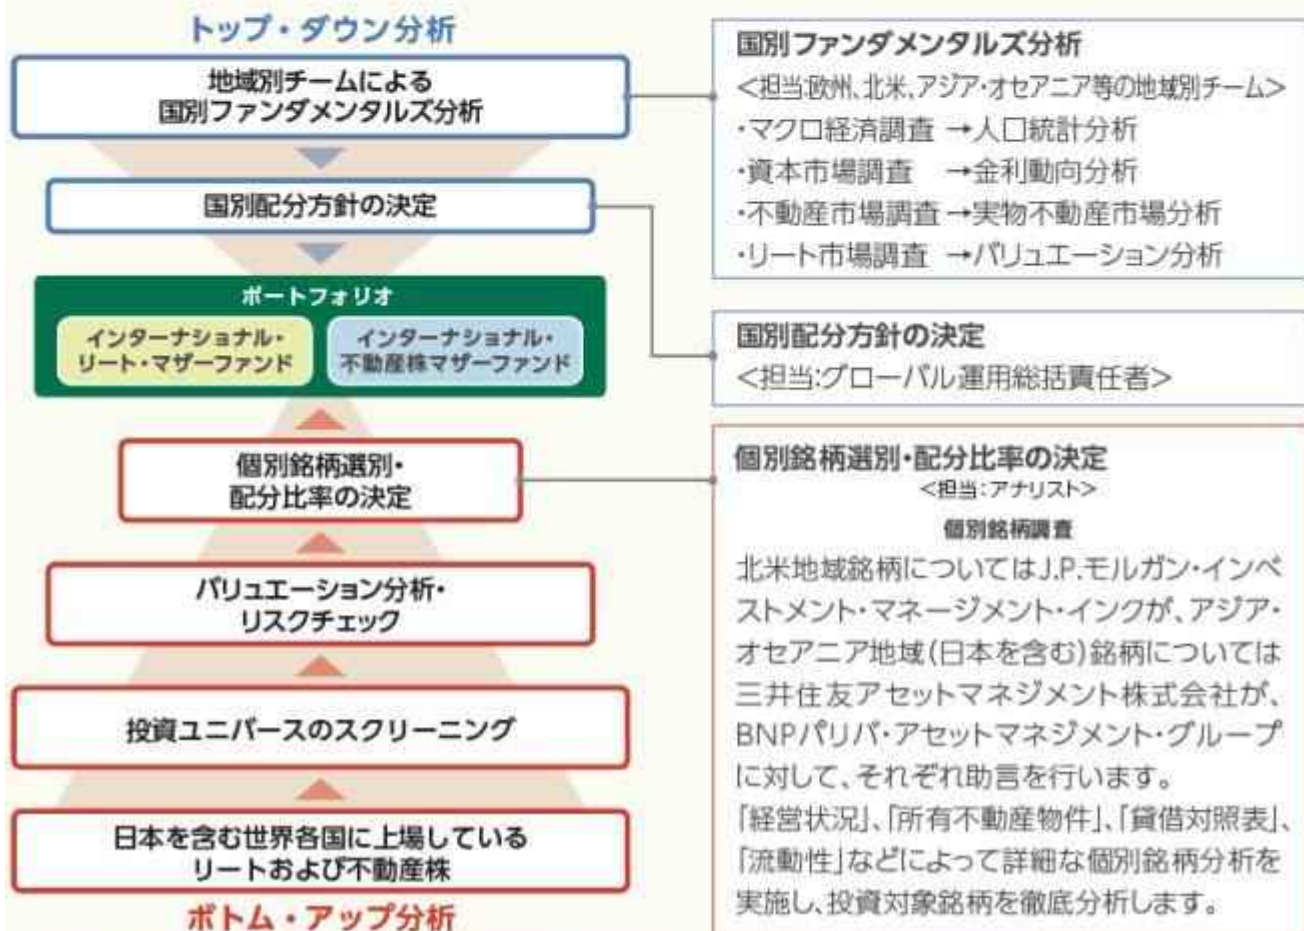 トップ・ダウン分析
地域別チームによる
国別ファンダメンタルズ分析
国別配分方針の決定
ポートフォリオ
インターナショナル・
リート・マザーファンド
インターナショナル・
不動産株マザーファンド
個別銘柄選別・
配分比率の決定
バリュエーション分析・
リスクチェック
投資ユニバースのスクリーニング
日本を含む世界各国に上場している
リートおよび不動産株
ボトム・アップ分析
国別ファンダメンタルズ分析
<担当:欧州、北米、アジア・オセアニア等の地域別チーム>
・マクロ経済調査 →人口統計分析
・資本市場調査 →金利動向分析
・不動産市場調査 →実物不動産市場分析
・リート市場調査 →バリュエーション分析
国別配分方針の決定
<担当:グローバル運用総括責任者>
個別銘柄選別・配分比率の決定
<担当:アナリスト>
個別銘柄調査
北米地域銘柄についてはJ.P.モルガン・インベ
ストメント・マネージメント・インクが、アジア・
オセアニア地域(日本を含む)銘柄については
三井住友アセットマネジメント株式会社が、
BNPパリバ・アセットマネジメント・グループ
に対して、それぞれ助言を行います。
「経営状況」、「所有不動産物件」、「貸借対照表」、
「流動性」などによって詳細な個別銘柄分析を
実施し、投資対象銘柄を徹底分析します。